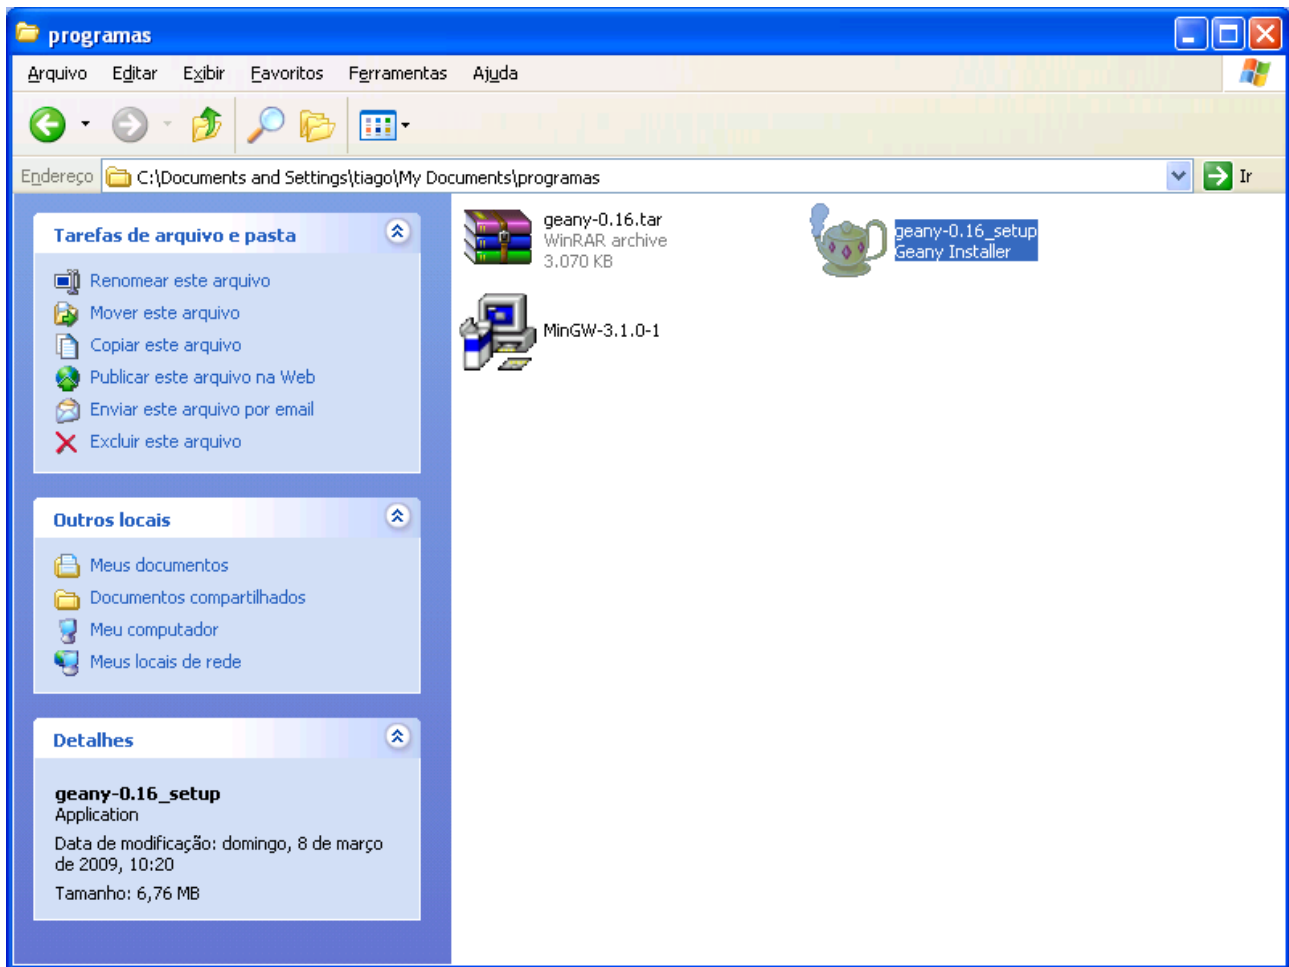 programas
Arquivo Editar Exibir Favoritos Ferramentas Ajuda
Endereço C:\Documents and Settings\tiago\My Documents\programas Ir
Tarefas de arquivo e pasta
Renomear este arquivo
Mover este arquivo
Copiar este arquivo
Publicar este arquivo na Web
Enviar este arquivo por email
Excluir este arquivo
Outros locais
Meus documentos
Documentos compartilhados
Meu computador
Meus locais de rede
Detalhes
geany-0.16_setup
Application
Data de modificação: domingo, 8 de março
de 2009, 10:20
Tamanho: 6,76 MB
geany-0.16.tar
WinRAR archive
3.070 KB
geany-0.16_setup
Geany Installer
MinGW-3.1.0-1